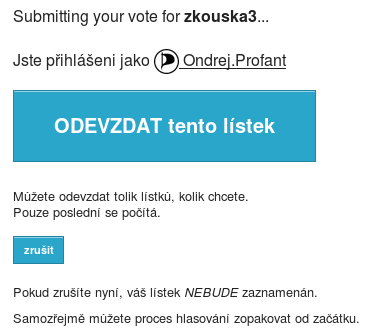 Submitting your vote for zkouska3...
Jste přihlášeni jako Ondrej.Profant
ODEVZDAT tento lístek
Můžete odevzdat tolik lístků, kolik chcete.
Pouze poslední se počítá.
zrušit
Pokud zrušíte nyní, váš lístek NEBUDE zaznamenán.
Samozřejmě můžete proces hlasování zopakovat od začátku.